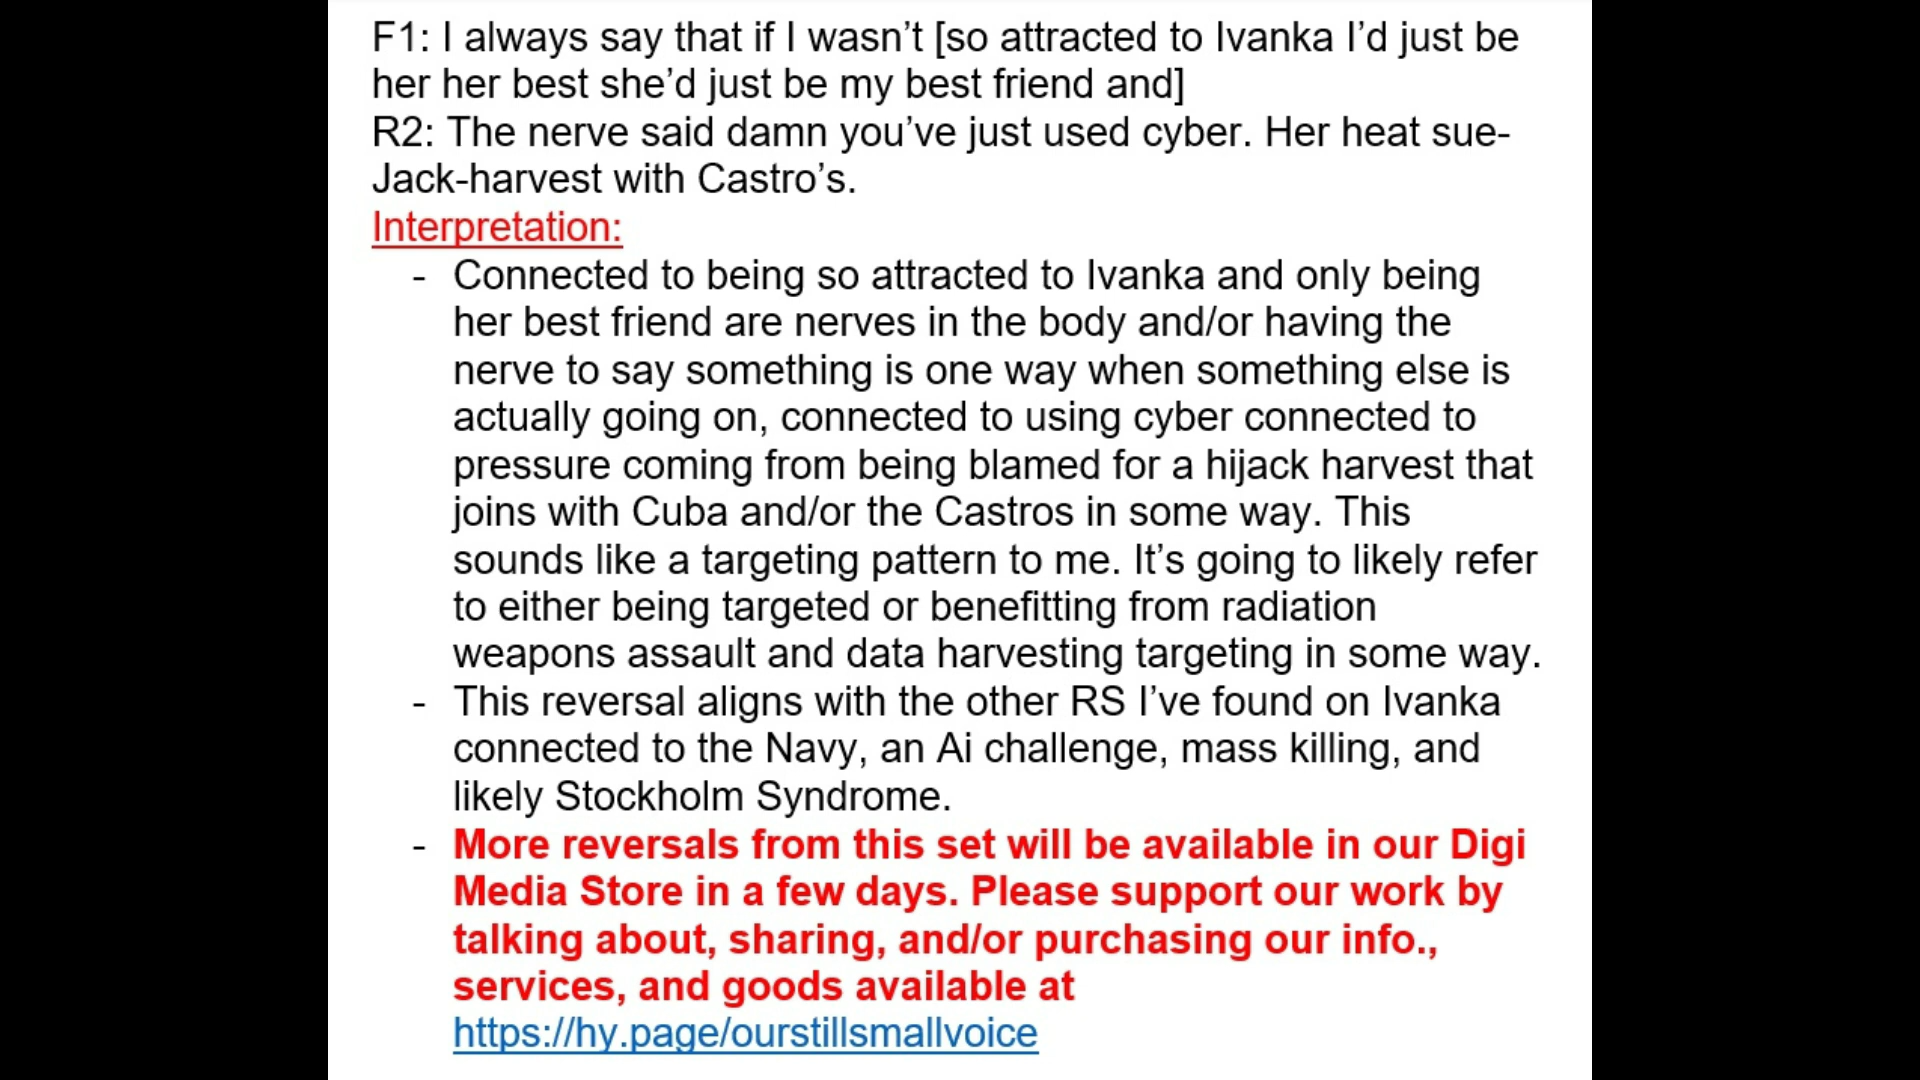 F1: I always say that if I wasn’t [so attracted to Ivanka I’d just be
her her best she’d just be my best friend and]
R2: The nerve said damn you’ve just used cyber. Her heat sue-
Jack-harvest with Castro’s.
Interpretation:
- Connected to being so attracted to Ivanka and only being
her best friend are nerves in the body and/or having the
nerve to say something is one way when something else is
actually going on, connected to using cyber connected to
pressure coming from being blamed for a hijack harvest that
joins with Cuba and/or the Castros in some way. This
sounds like a targeting pattern to me. It’s going to likely refer
to either being targeted or benefitting from radiation
weapons assault and data harvesting targeting in some way.
- This reversal aligns with the other RS I’ve found on Ivanka
connected to the Navy, an Ai challenge, mass killing, and
likely Stockholm Syndrome.
- More reversals from this set will be available in our Digi
Media Store in a few days. Please support our work by
talking about, sharing, and/or purchasing our info.,
services, and goods available at
https://hy.page/ourstillsmallvoice